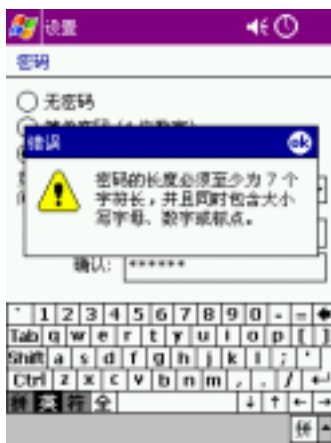 设置
密码
无密码
错误
ok
密码的长度必须至少为 7 个
字符长，并且同时包含大小
写字母、数字或标点。
确认: ******
` 1 2 3 4 5 6 7 8 9 0 - =
Tab q w e r t y u i o p [ ]
Shift a s d f g h j k l ; '
Ctrl z x c v b n m , . /
拼 英 符 全
拼